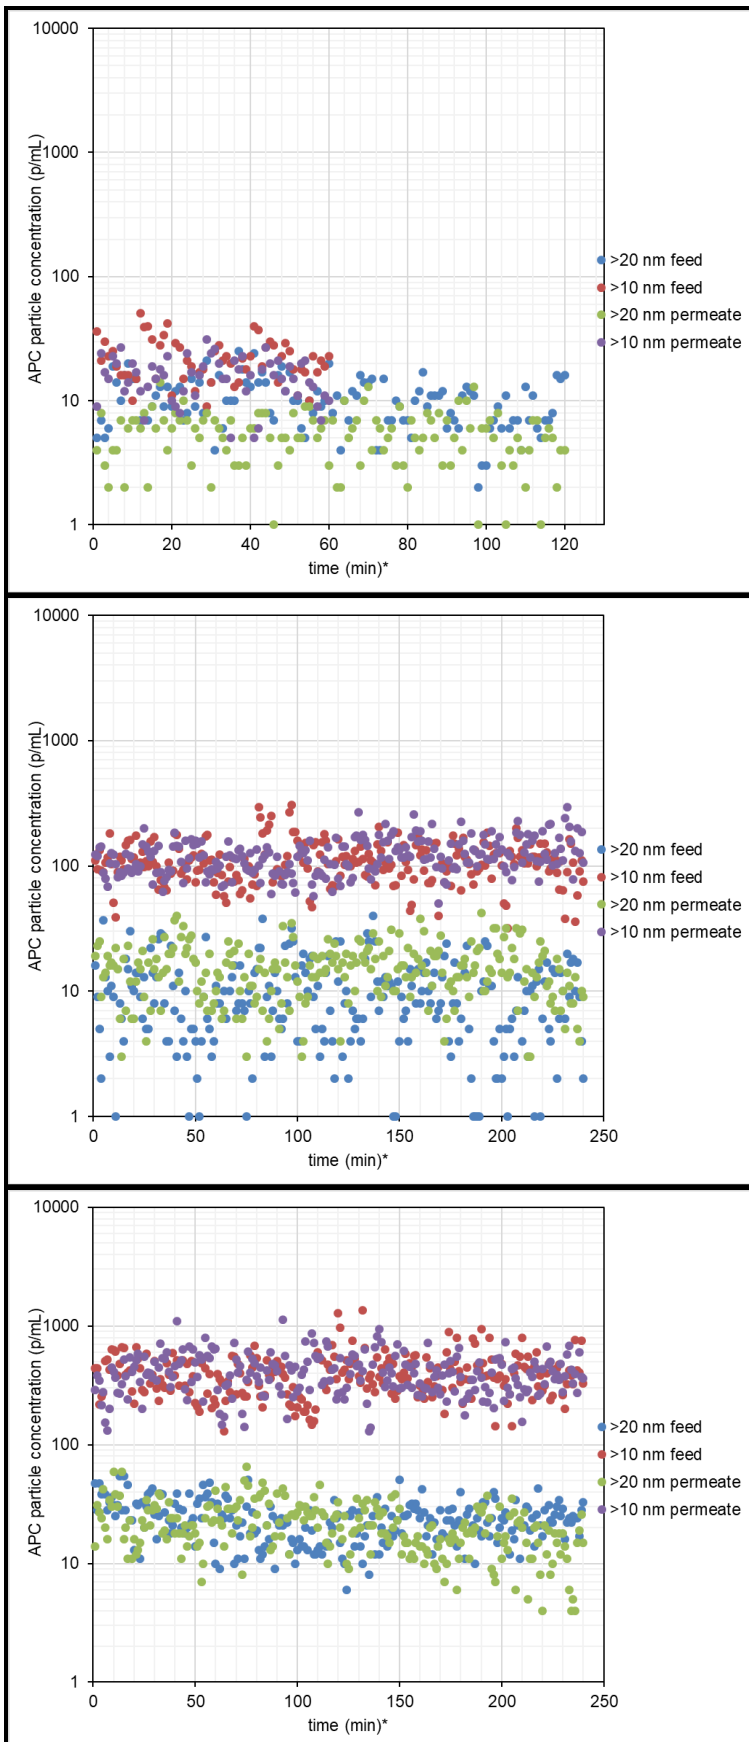 10000
1000
100
10
1
APC particle concentration (p/mL)
0 20 40 60 80 100 120
time (min)*
>20 nm feed
>10 nm feed
>20 nm permeate
>10 nm permeate
10000
1000
100
10
1
APC particle concentration (p/mL)
0 50 100 150 200 250
time (min)*
>20 nm feed
>10 nm feed
>20 nm permeate
>10 nm permeate
10000
1000
100
10
1
APC particle concentration (p/mL)
0 50 100 150 200 250
time (min)*
>20 nm feed
>10 nm feed
>20 nm permeate
>10 nm permeate